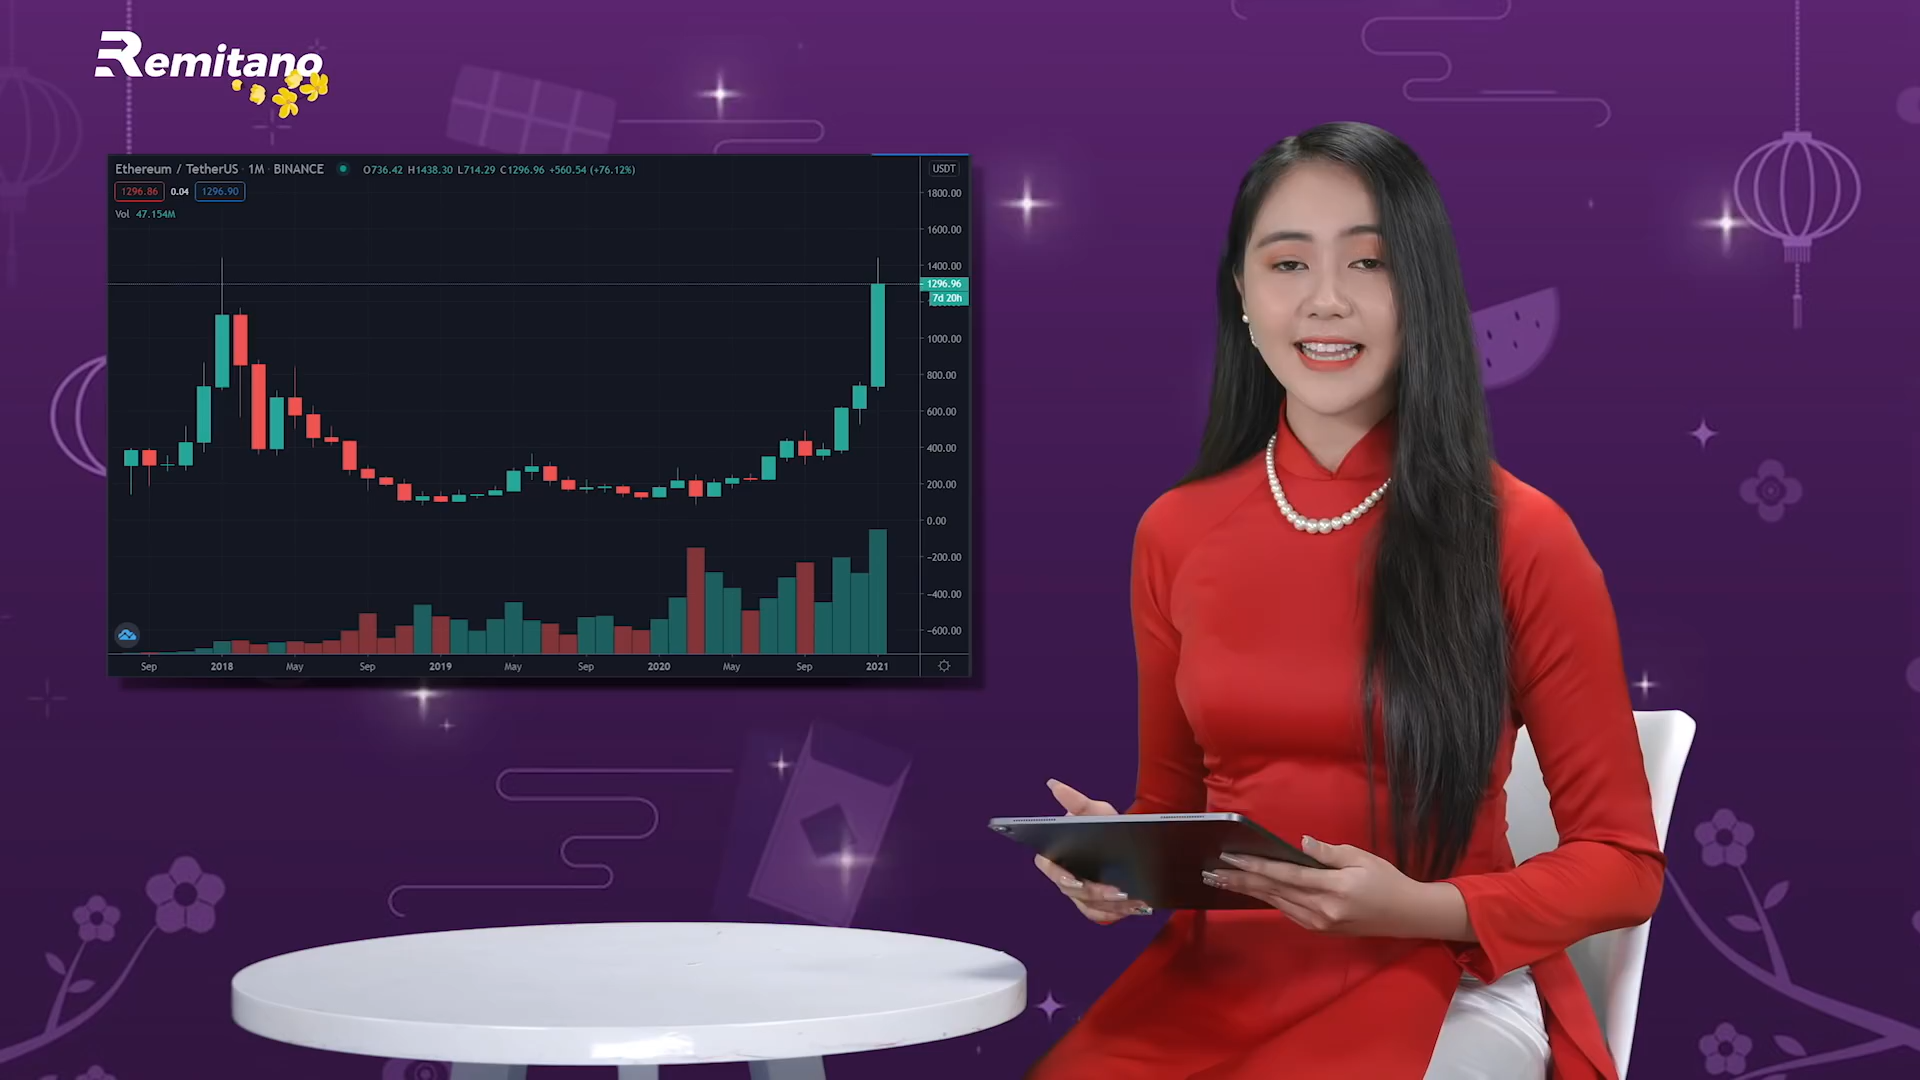 Remitano
Ethereum / TetherUS · 1M · BINANCE O736.42 H1438.30 L714.29 C1296.96 +560.54 (+76.12%)
1296.86 0.04 1296.90
Vol 47.154M
USDT
1800.00
1600.00
1400.00
1296.96
7d 20h
1000.00
800.00
600.00
400.00
200.00
0.00
-200.00
-400.00
-600.00
Sep 2018 May Sep 2019 May Sep 2020 May Sep 2021